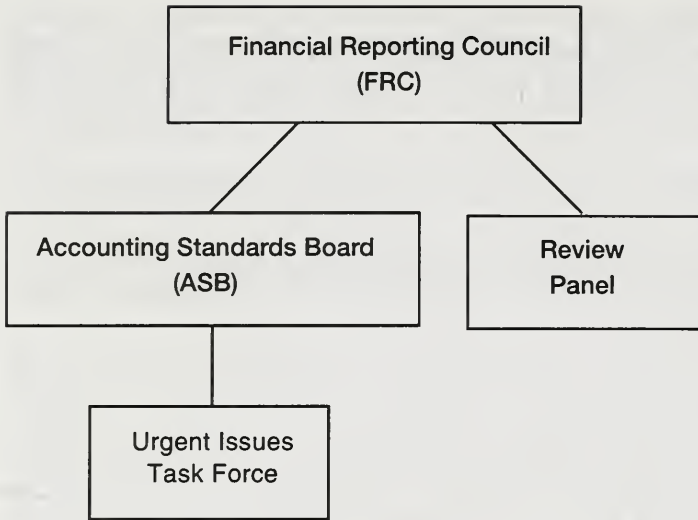 Financial Reporting Council
(FRC)
Accounting Standards Board
(ASB)
Review
Panel
Urgent Issues
Task Force